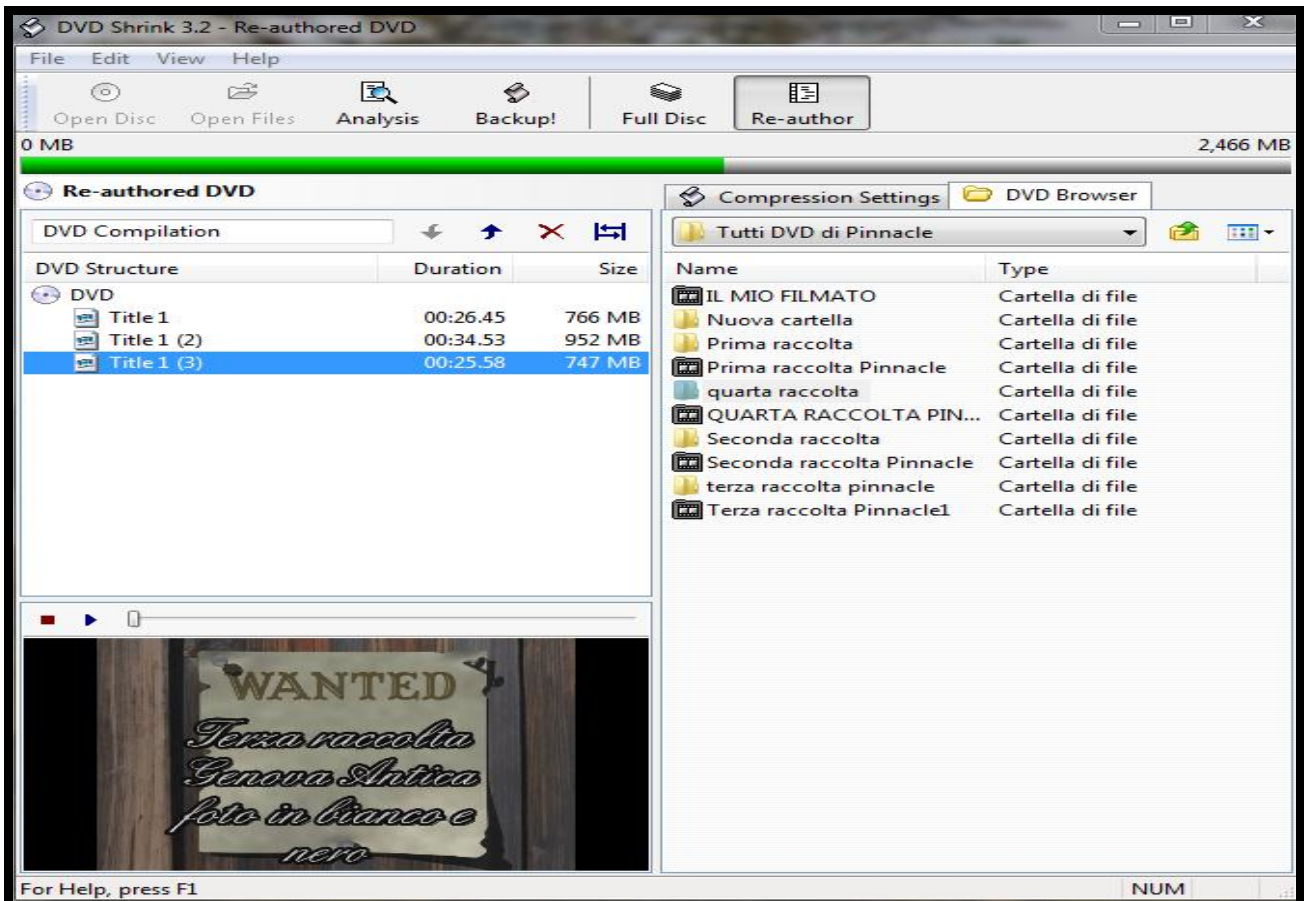 DVD Shrink 3.2 - Re-authored DVD
File Edit View Help
Open Disc Open Files Analysis Backup! Full Disc Re-author
0 MB 2,466 MB
Re-authored DVD
Compression Settings DVD Browser
DVD Compilation
Tutti DVD di Pinnacle
DVD Structure Duration Size
DVD
Title 1 00:26.45 766 MB
Title 1 (2) 00:34.53 952 MB
Title 1 (3) 00:25.58 747 MB
Name Type
IL MIO FILMATO Cartella di file
Nuova cartella Cartella di file
Prima raccolta Cartella di file
Prima raccolta Pinnacle Cartella di file
quarta raccolta Cartella di file
QUARTA RACCOLTA PIN... Cartella di file
Seconda raccolta Cartella di file
Seconda raccolta Pinnacle Cartella di file
terza raccolta pinnacle Cartella di file
Terza raccolta Pinnacle1 Cartella di file
WANTED
Terza raccolta
Genova Antica
foto in bianco e
nero
For Help, press F1 NUM